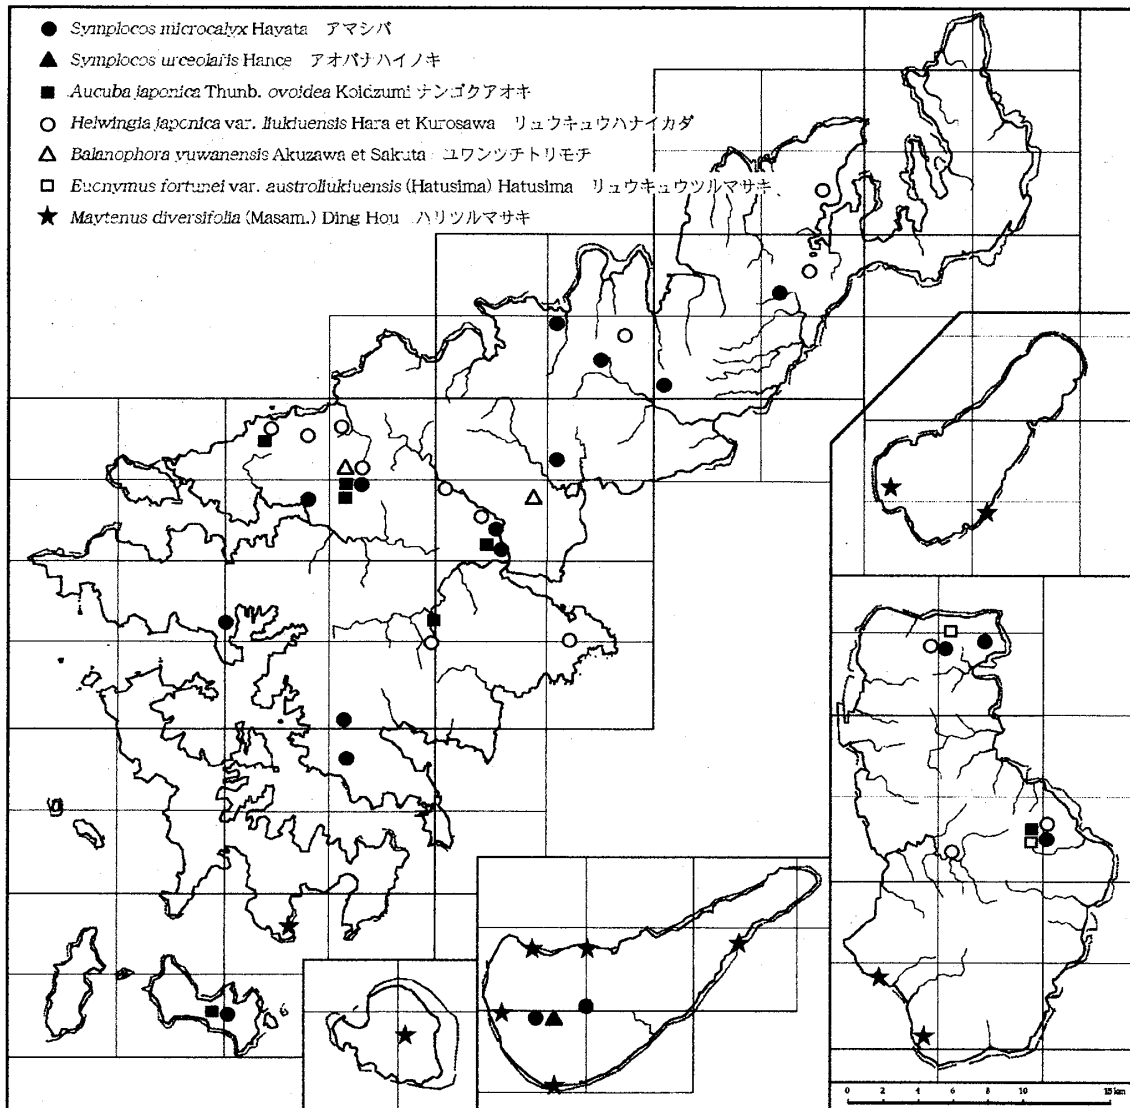 ● Symplocos microcalyx Hayata アマシバ
▲ Symplocos urceolaris Hance アオバナハイノキ
■ Aucuba japonica Thunb. ovoidea Koidzumi ナンゴクアオキ
○ Helwingia japonica var. liukiuensis Hara et Kurosawa リュウキュウハナイカダ
△ Balanophora yuwanensis Akuzawa et Sakuta ユワンツチトリモチ
□ Euonymus fortunei var. austroliukiuensis (Hatusima) Hatusima リュウキュウツルマサキ
★ Maytenus diversifolia (Masam.) Ding Hou ハリツルマサキ
0 2 4 6 8 10 15 km